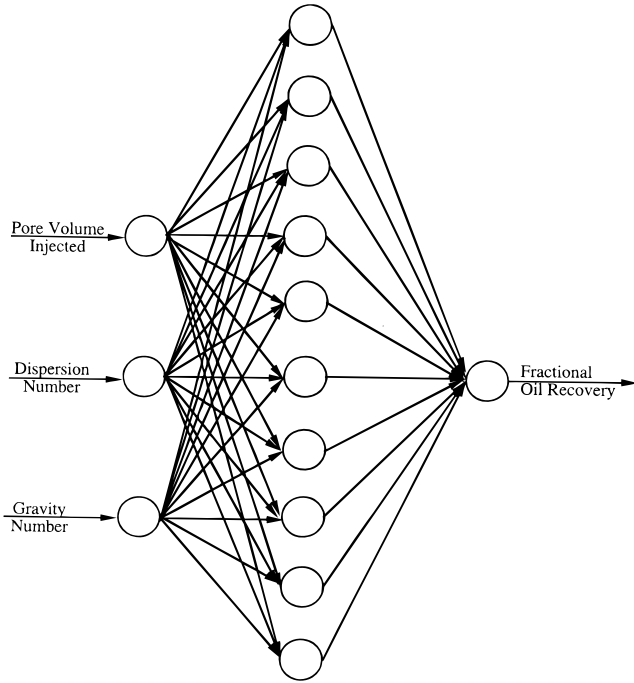 Pore Volume
Injected
Dispersion
Number
Gravity
Number
Fractional
Oil Recovery